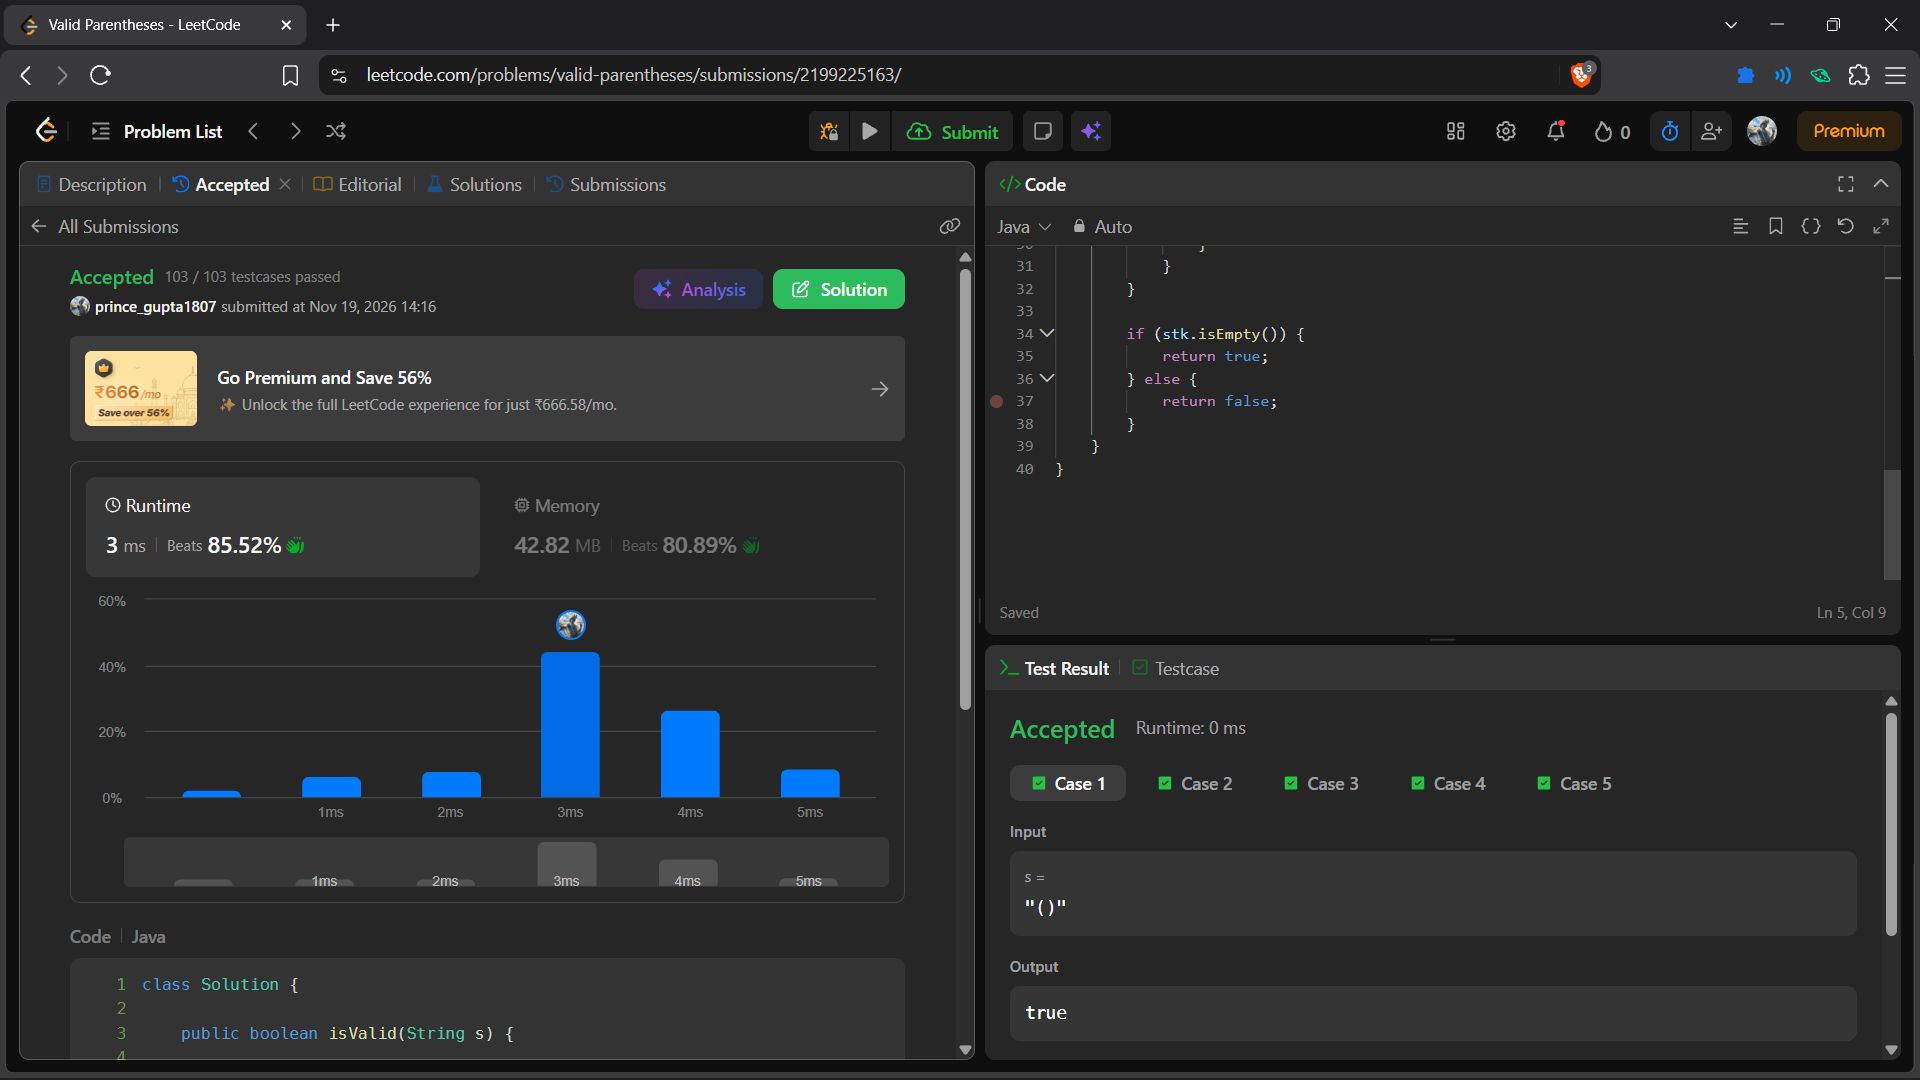 Valid Parentheses - LeetCode
leetcode.com/problems/valid-parentheses/submissions/2199225163/
3
Problem List
Submit
0
Premium
Description
Accepted
Editorial
Solutions
Submissions
All Submissions
Accepted 103 / 103 testcases passed
prince_gupta1807 submitted at Nov 19, 2026 14:16
Analysis
Solution
₹666/mo
Save over 56%
Go Premium and Save 56%
✨ Unlock the full LeetCode experience for just ₹666.58/mo.
Runtime
3 ms Beats 85.52%
Memory
42.82 MB Beats 80.89%
60%
40%
20%
0%
1ms 2ms 3ms 4ms 5ms
1ms 2ms 3ms 4ms 5ms
Code Java
1 class Solution {
2
3 public boolean isValid(String s) {
4
</> Code
Java Auto
30 }
31 }
32 }
33
34 if (stk.isEmpty()) {
35 return true;
36 } else {
37 return false;
38 }
39 }
40 }
Saved
Ln 5, Col 9
Test Result
Testcase
Accepted Runtime: 0 ms
Case 1 Case 2 Case 3 Case 4 Case 5
Input
s =
"()"
Output
true